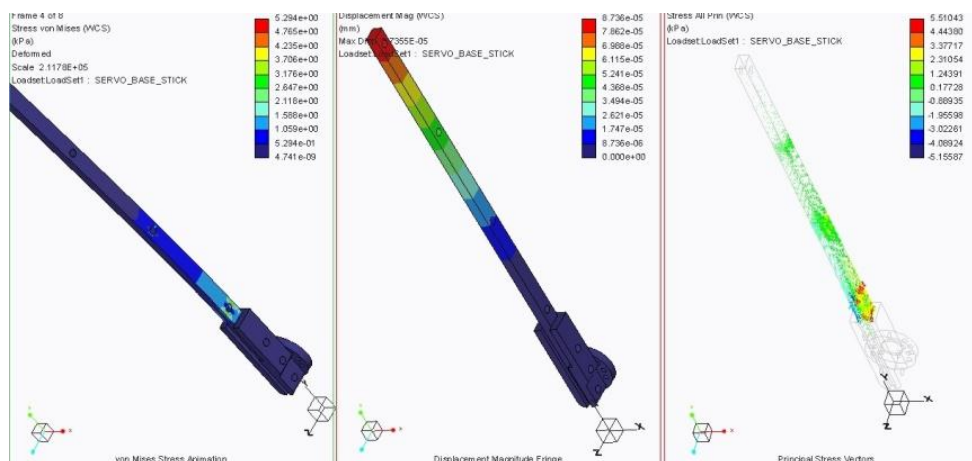 Frame 4 of 8
Stress von Mises (WCS)
(kPa)
Deformed
Scale 2.1178E+05
Loadset:LoadSet1 : SERVO_BASE_STICK
5.294e+00
4.765e+00
4.235e+00
3.706e+00
3.176e+00
2.647e+00
2.118e+00
1.588e+00
1.059e+00
5.294e-01
4.741e-09
Z
von Mises Stress Animation
Displacement Mag (WCS)
(mm)
Max Disp 8.7355E-05
Loadset:LoadSet1 : SERVO_BASE_STICK
8.736e-05
7.862e-05
6.988e-05
6.115e-05
5.241e-05
4.368e-05
3.494e-05
2.621e-05
1.747e-05
8.736e-06
0.000e+00
X
Z
Displacement Magnitude Fringe
Stress All Prin (WCS)
(kPa)
Loadset:LoadSet1 : SERVO_BASE_STICK
5.51043
4.44380
3.37717
2.31054
1.24391
0.17728
-0.88935
-1.95598
-3.02261
-4.08924
-5.15587
Y
X
Z
Principal Stress Vectors